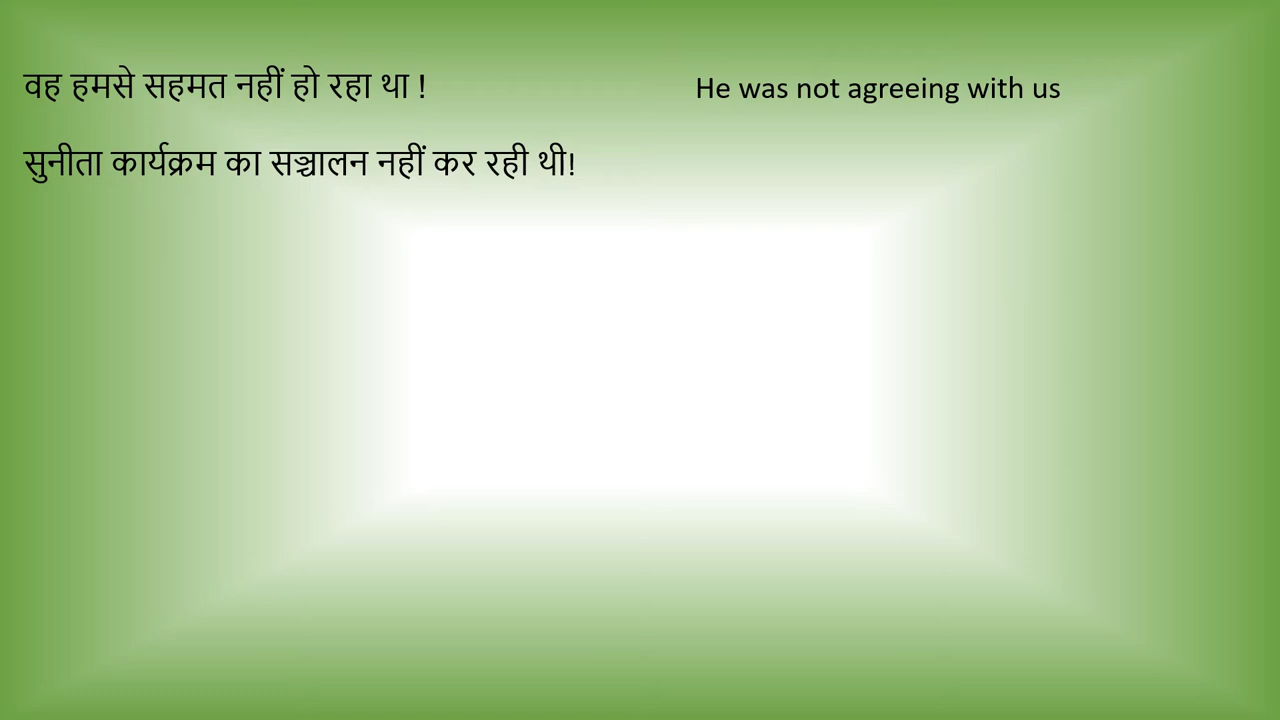 वह हमसे सहमत नहीं हो रहा था ! He was not agreeing with us
सुनीता कार्यक्रम का सञ्चालन नहीं कर रही थी!